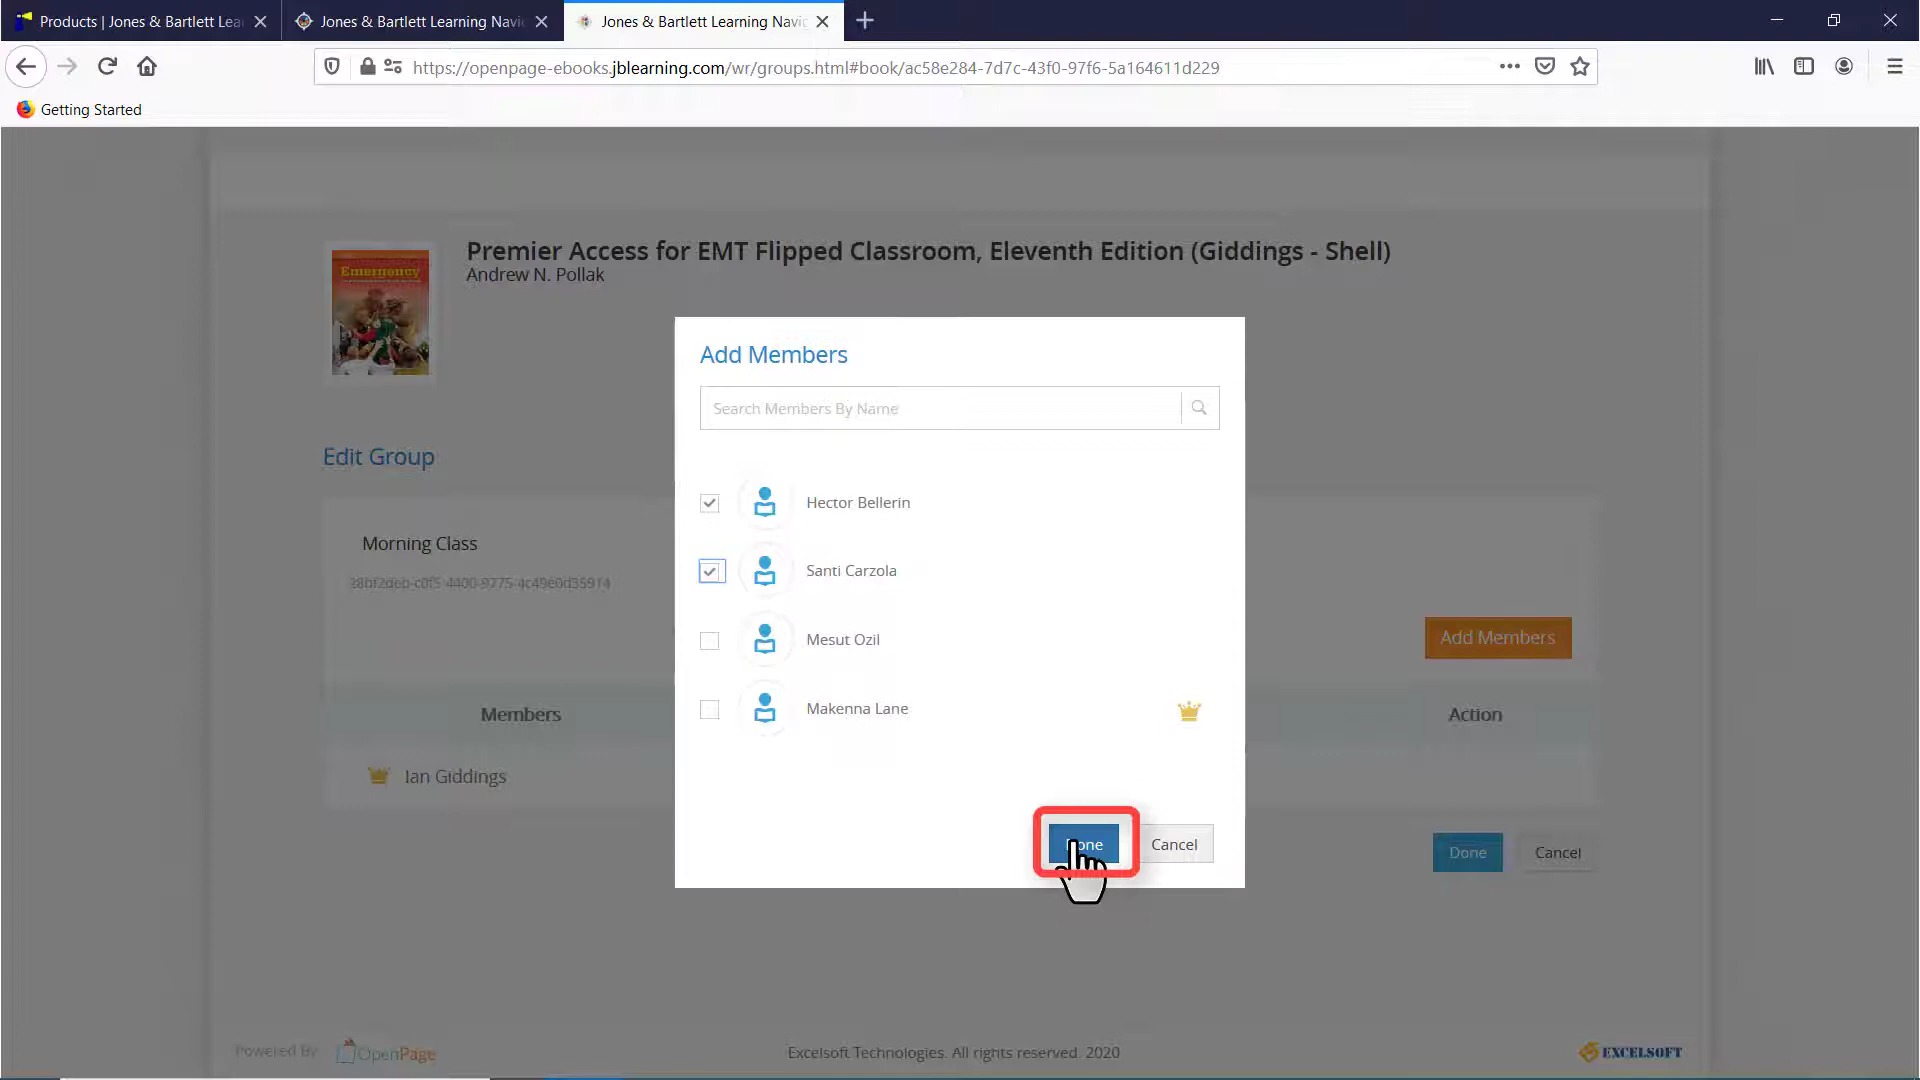 Products | Jones & Bartlett Lea
Jones & Bartlett Learning Navi
Jones & Bartlett Learning Navi
https://openpage-ebooks.jblearning.com/wr/groups.html#book/ac58e284-7d7c-43f0-97f6-5a164611d229
Getting Started
Premier Access for EMT Flipped Classroom, Eleventh Edition (Giddings - Shell)
Andrew N. Pollak
Emergency
Add Members
Search Members By Name
Edit Group
Hector Bellerin
Morning Class
Santi Carzola
Mesut Ozil
Add Members
Makenna Lane
Members
Action
Ian Giddings
Done
Cancel
Done
Cancel
Powered By OpenPage
Excelsoft Technologies. All rights reserved. 2020
EXCELSOFT